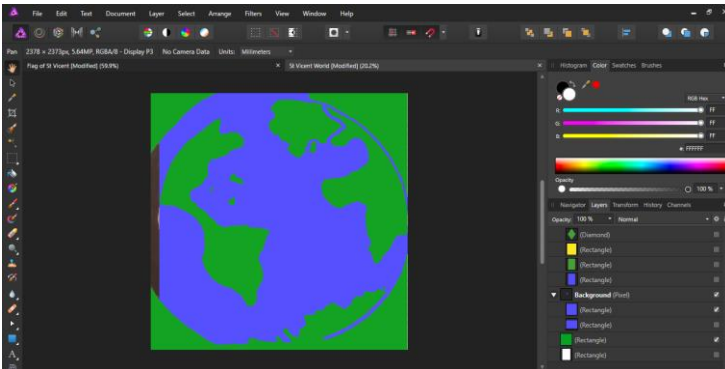 File Edit Text Document Layer Select Arrange Filters View Window Help
Pan 2378 × 2373px, 5.64MP, RGBA/8 - Display P3 No Camera Data Units: Millimeters
Flag of St Vicent [Modified] (59.9%) × St Vicent World [Modified] (20.2%) ×
Histogram Color Swatches Brushes
RGB Hex
R: FF
G: FF
B: FF
# FFFFFF
Opacity
100 %
Navigator Layers Transform History Channels
Opacity: 100 % Normal
(Diamond)
(Rectangle)
(Rectangle)
(Rectangle)
Background (Pixel)
(Rectangle)
(Rectangle)
(Rectangle)
(Rectangle)
A